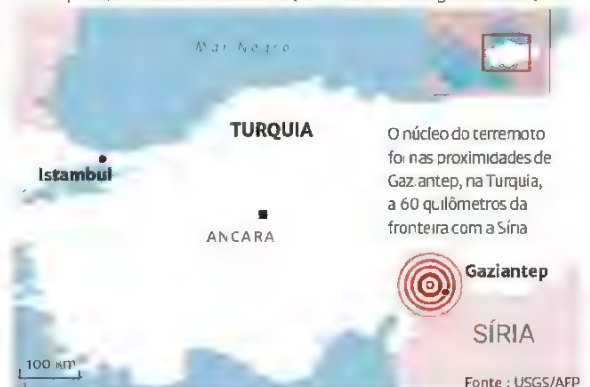 Mar Negro
TURQUIA
O núcleo do terremoto
foi nas proximidades de
Gaziantep, na Turquia,
a 60 quilômetros da
fronteira com a Síria
Istambul
ANCARA
Gaziantep
SÍRIA
100 km
Fonte: USGS/AFP